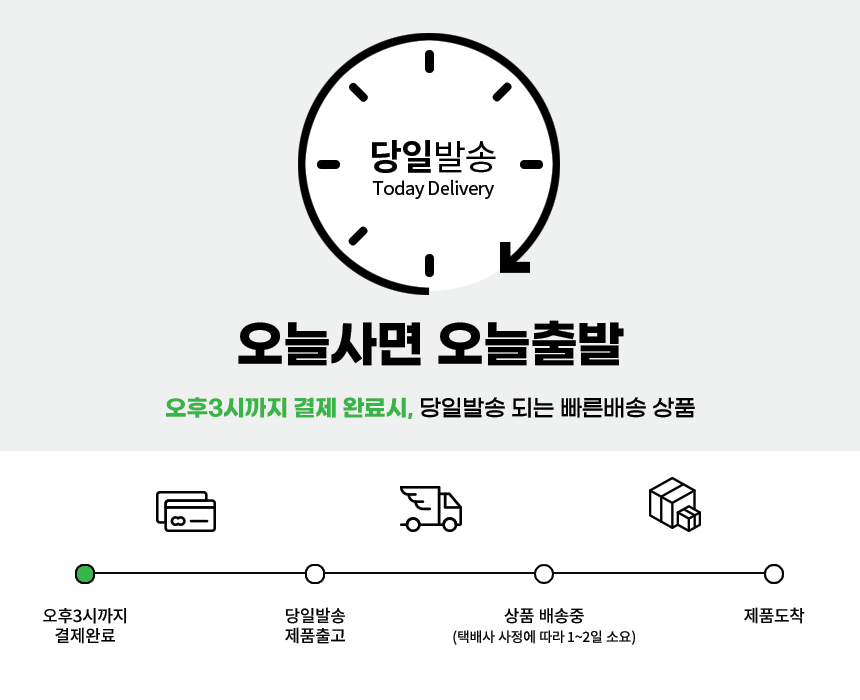 당일발송
Today Delivery
오늘사면 오늘출발
오후3시까지 결제 완료시, 당일발송 되는 빠른배송 상품
오후3시까지
결제완료
당일발송
제품출고
상품 배송중
(택배사 사정에 따라 1~2일 소요)
제품도착